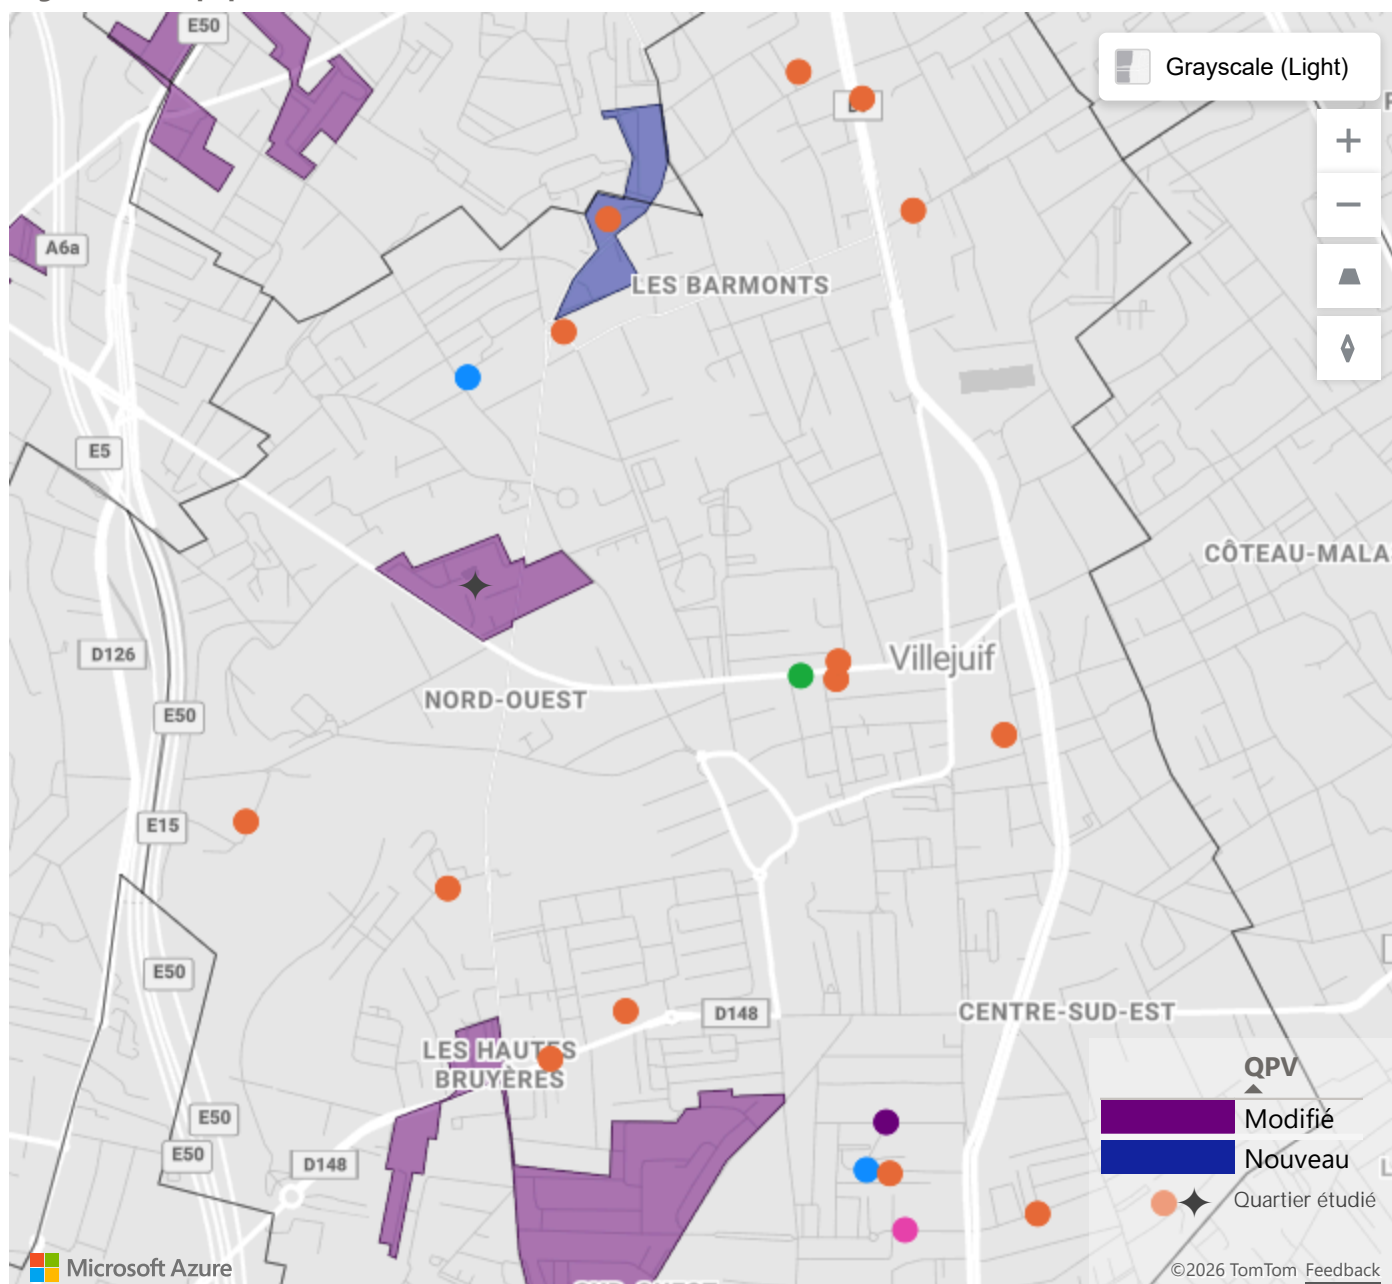 E50
Grayscale (Light)
A6a
LES BARMONTS
E5
CÔTEAU-MALA
D126
Villejuif
NORD-OUEST
E50
E15
E50
D148
CENTRE-SUD-EST
LES HAUTES
BRUYÈRES
QPV
Modifié
E50
Nouveau
E50
D148
Quartier étudié
Microsoft Azure
©2026 TomTom Feedback